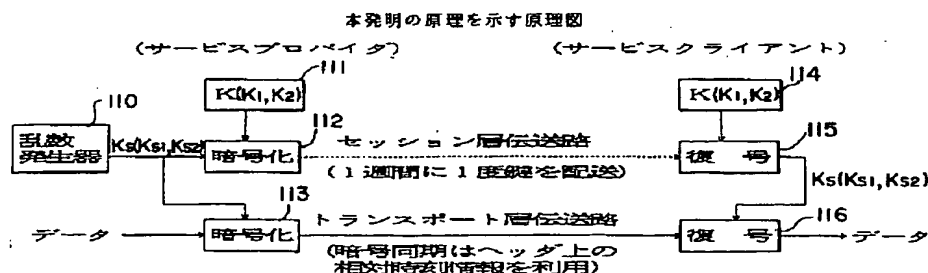 本発明の原理を示す原理図
(サービスプロバイダ)
(サービスクライアント)
111
114
110
K(K1,K2)
K(K1,K2)
112
115
乱数
発生器
Ks(Ks1,Ks2)
暗号化
セッション層伝送路
復 号
(1週間に1度鍵を配送)
Ks(Ks1,Ks2)
113
116
データ
暗号化
トランスポート層伝送路
復 号
データ
(暗号同期はヘッダ上の
相対時刻情報を利用)